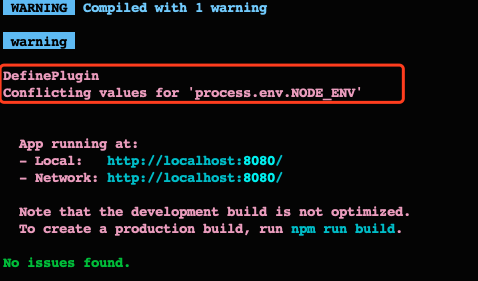 WARNING Compiled with 1 warning
warning
DefinePlugin
Conflicting values for 'process.env.NODE_ENV'
App running at:
- Local: http://localhost:8080/
- Network: http://localhost:8080/
Note that the development build is not optimized.
To create a production build, run npm run build.
No issues found.